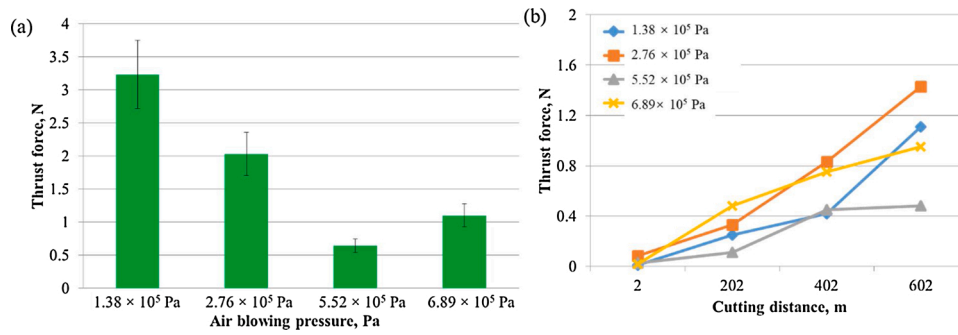 (a)
4
3.5
3
2.5
2
1.5
1
0.5
0
Thrust force, N
1.38 × 10⁵ Pa 2.76 × 10⁵ Pa 5.52 × 10⁵ Pa 6.89 × 10⁵ Pa
Air blowing pressure, Pa
(b)
2
1.6
1.2
0.8
0.4
0
Thrust force, N
1.38 × 10⁵ Pa
2.76 × 10⁵ Pa
5.52 × 10⁵ Pa
6.89× 10⁵ Pa
2 202 402 602
Cutting distance, m